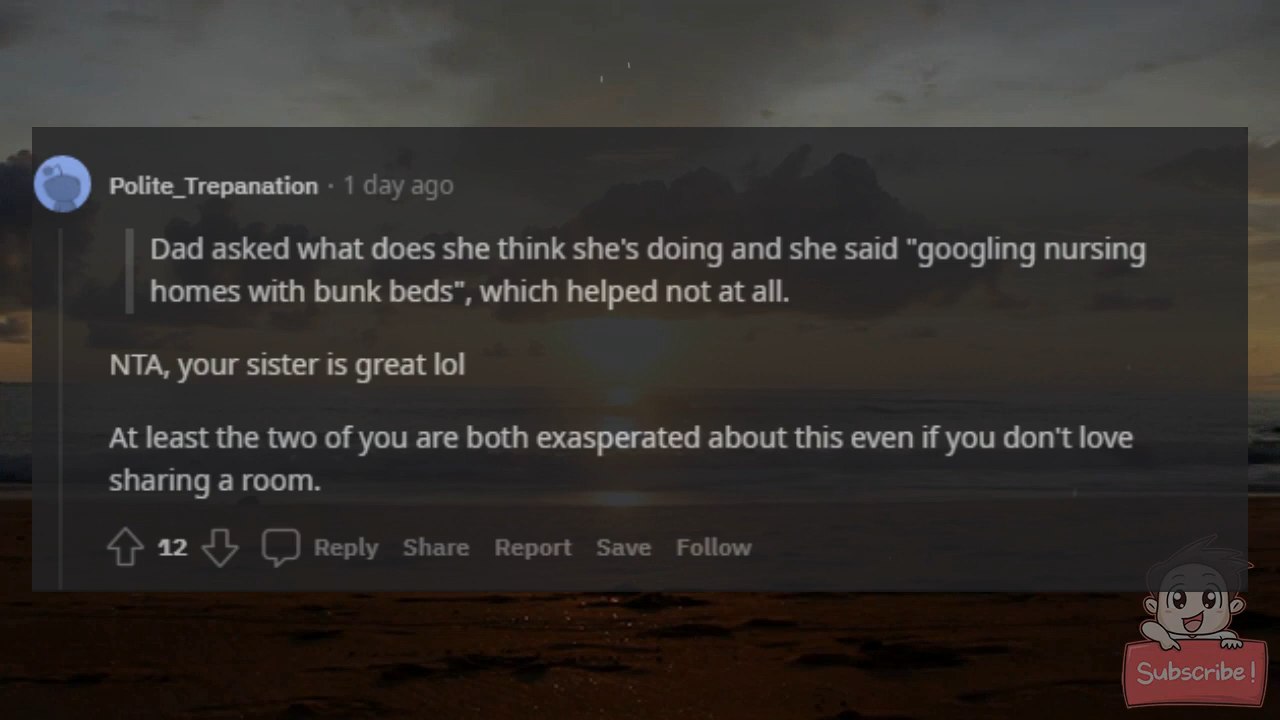 Polite_Trepanation · 1 day ago
Dad asked what does she think she's doing and she said "googling nursing
homes with bunk beds", which helped not at all.
NTA, your sister is great lol
At least the two of you are both exasperated about this even if you don't love
sharing a room.
12 Reply Share Report Save Follow
Subscribe!